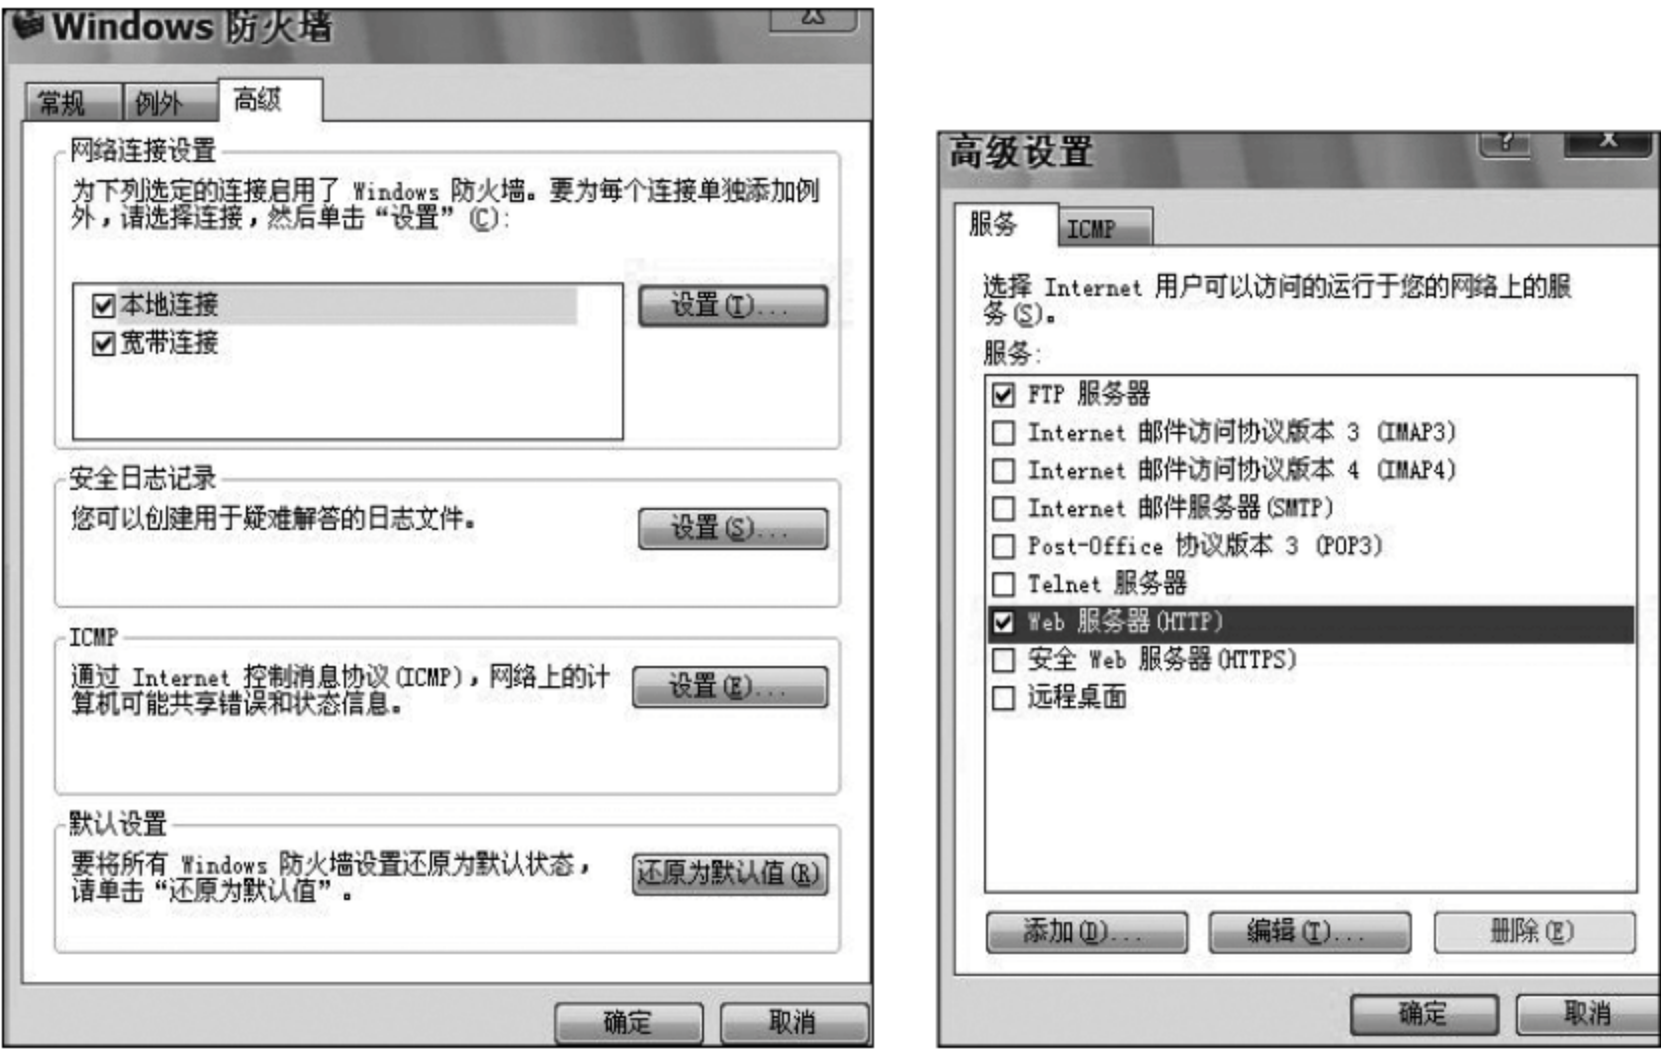 Windows 防火墙
常规
例外
高级
网络连接设置
为下列选定的连接启用了 Windows 防火墙。要为每个连接单独添加例
外，请选择连接，然后单击“设置”(C):
本地连接
设置(T)...
宽带连接
安全日志记录
您可以创建用于疑难解答的日志文件。
设置(S)...
ICMP
通过 Internet 控制消息协议(ICMP)，网络上的计
算机可能共享错误和状态信息。
设置(E)...
默认设置
要将所有 Windows 防火墙设置还原为默认状态，
请单击“还原为默认值”。
还原为默认值(R)
确定
取消
高级设置
服务
ICMP
选择 Internet 用户可以访问的运行于您的网络上的服
务(S)。
服务:
FTP 服务器
Internet 邮件访问协议版本 3 (IMAP3)
Internet 邮件访问协议版本 4 (IMAP4)
Internet 邮件服务器(SMTP)
Post-Office 协议版本 3 (POP3)
Telnet 服务器
Web 服务器(HTTP)
安全 Web 服务器(HTTPS)
远程桌面
添加(D)...
编辑(T)...
删除(E)
确定
取消